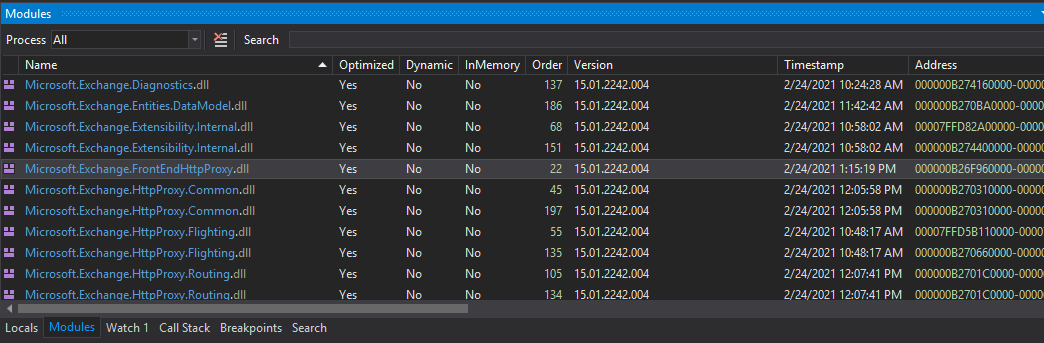 Modules
Process All Search
Name Optimized Dynamic InMemory Order Version Timestamp Address
Microsoft.Exchange.Diagnostics.dll Yes No No 137 15.01.2242.004 2/24/2021 10:24:28 AM 000000B274160000-0000
Microsoft.Exchange.Entities.DataModel.dll Yes No No 186 15.01.2242.004 2/24/2021 11:42:42 AM 000000B270BA0000-0000
Microsoft.Exchange.Extensibility.Internal.dll Yes No No 68 15.01.2242.004 2/24/2021 10:58:02 AM 00007FFD82A00000-0000
Microsoft.Exchange.Extensibility.Internal.dll Yes No No 151 15.01.2242.004 2/24/2021 10:58:02 AM 000000B274400000-0000
Microsoft.Exchange.FrontEndHttpProxy.dll Yes No No 22 15.01.2242.004 2/24/2021 1:15:19 PM 000000B26F960000-0000
Microsoft.Exchange.HttpProxy.Common.dll Yes No No 45 15.01.2242.004 2/24/2021 12:05:58 PM 000000B270310000-0000
Microsoft.Exchange.HttpProxy.Common.dll Yes No No 197 15.01.2242.004 2/24/2021 12:05:58 PM 000000B270310000-0000
Microsoft.Exchange.HttpProxy.Flighting.dll Yes No No 55 15.01.2242.004 2/24/2021 10:48:17 AM 00007FFD5B110000-0000
Microsoft.Exchange.HttpProxy.Flighting.dll Yes No No 135 15.01.2242.004 2/24/2021 10:48:17 AM 000000B270660000-0000
Microsoft.Exchange.HttpProxy.Routing.dll Yes No No 105 15.01.2242.004 2/24/2021 12:07:41 PM 000000B2701C0000-0000
Microsoft.Exchange.HttpProxy.Routing.dll Yes No No 134 15.01.2242.004 2/24/2021 12:07:41 PM 000000B2701C0000-0000
Locals Modules Watch 1 Call Stack Breakpoints Search